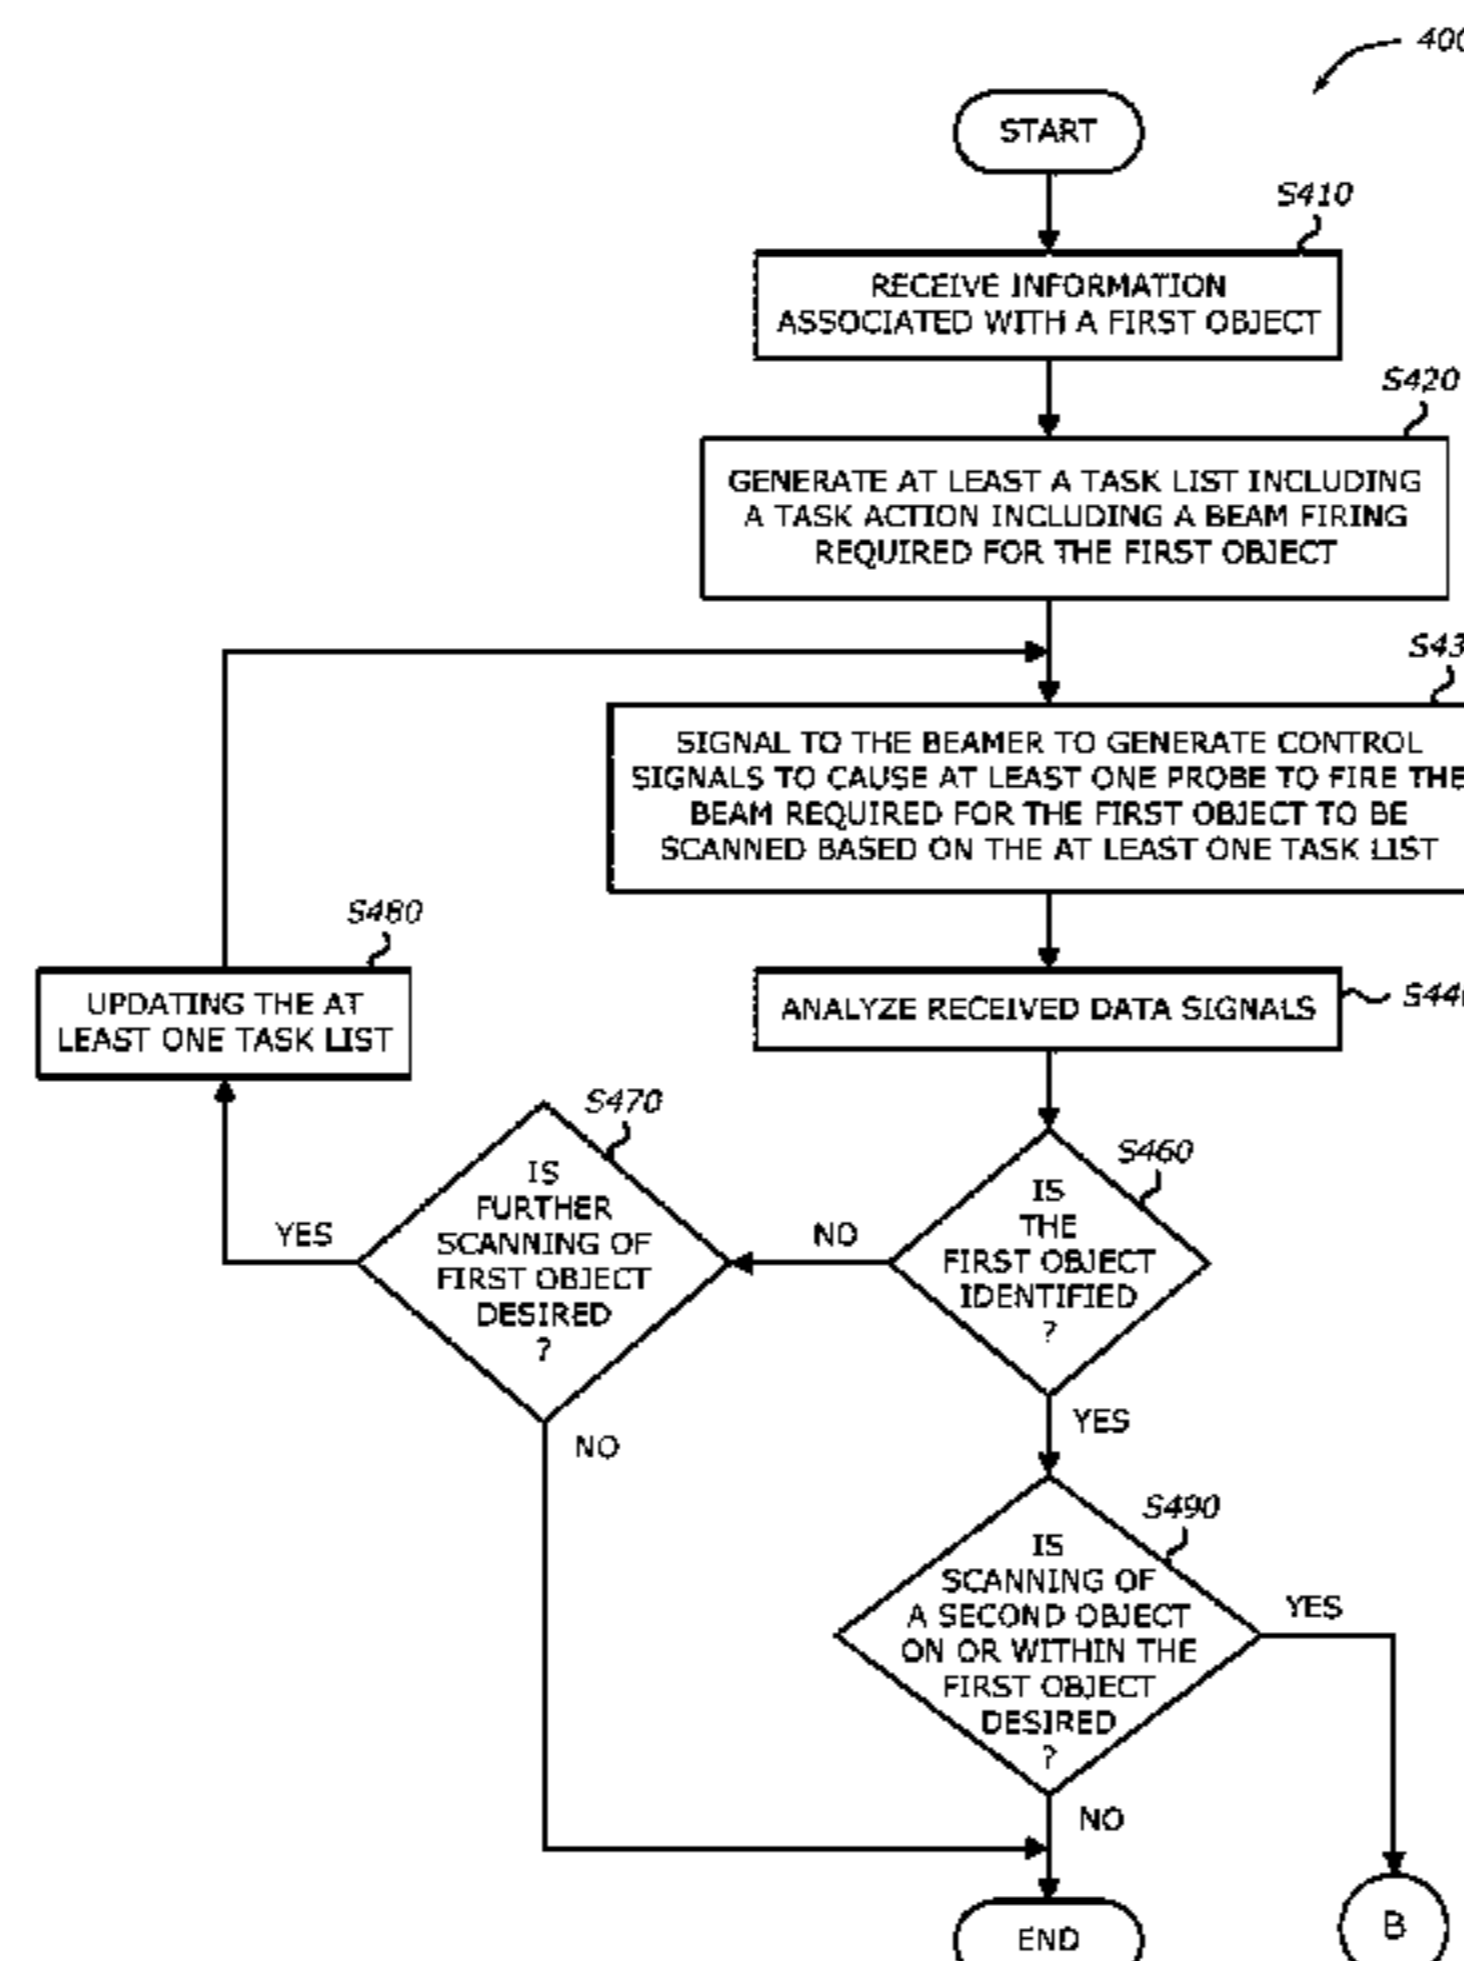 400
START
S410
RECEIVE INFORMATION
ASSOCIATED WITH A FIRST OBJECT
S420
GENERATE AT LEAST A TASK LIST INCLUDING
A TASK ACTION INCLUDING A BEAM FIRING
REQUIRED FOR THE FIRST OBJECT
S43
SIGNAL TO THE BEAMER TO GENERATE CONTROL
SIGNALS TO CAUSE AT LEAST ONE PROBE TO FIRE THE
BEAM REQUIRED FOR THE FIRST OBJECT TO BE
SCANNED BASED ON THE AT LEAST ONE TASK LIST
S480
UPDATING THE AT
LEAST ONE TASK LIST
ANALYZE RECEIVED DATA SIGNALS
S440
S470
IS
FURTHER
SCANNING OF
FIRST OBJECT
DESIRED
?
YES
NO
S460
IS
THE
FIRST OBJECT
IDENTIFIED
?
NO
YES
S490
IS
SCANNING OF
A SECOND OBJECT
ON OR WITHIN THE
FIRST OBJECT
DESIRED
?
YES
NO
END
B